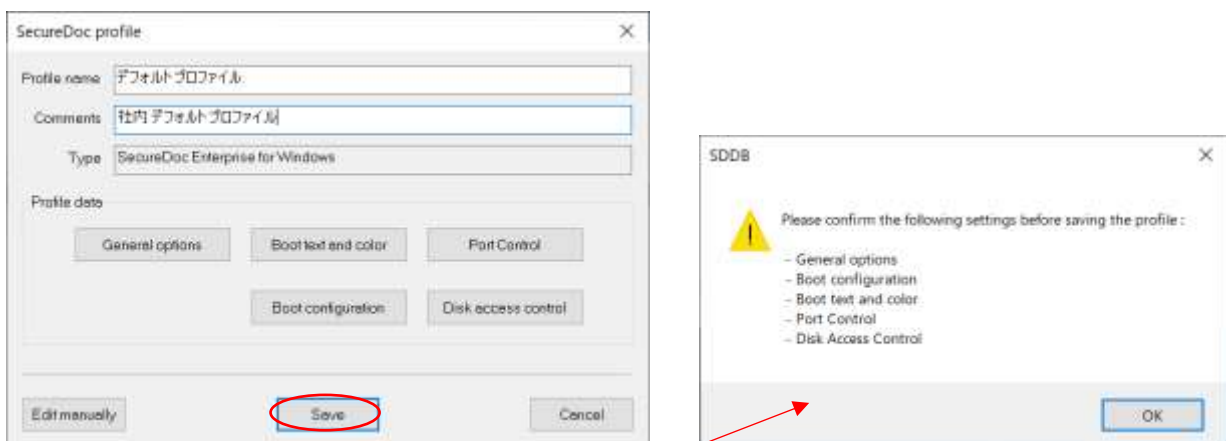 SecureDoc profile
Profile name デフォルト プロファイル
Comments 社内 デフォルト プロファイル
Type SecureDoc Enterprise for Windows
Profile data
General options Boot text and color Port Control
Boot configuration Disk access control
Edit manually Save Cancel
SDDB
Please confirm the following settings before saving the profile :
- General options
- Boot configuration
- Boot text and color
- Port Control
- Disk Access Control
OK